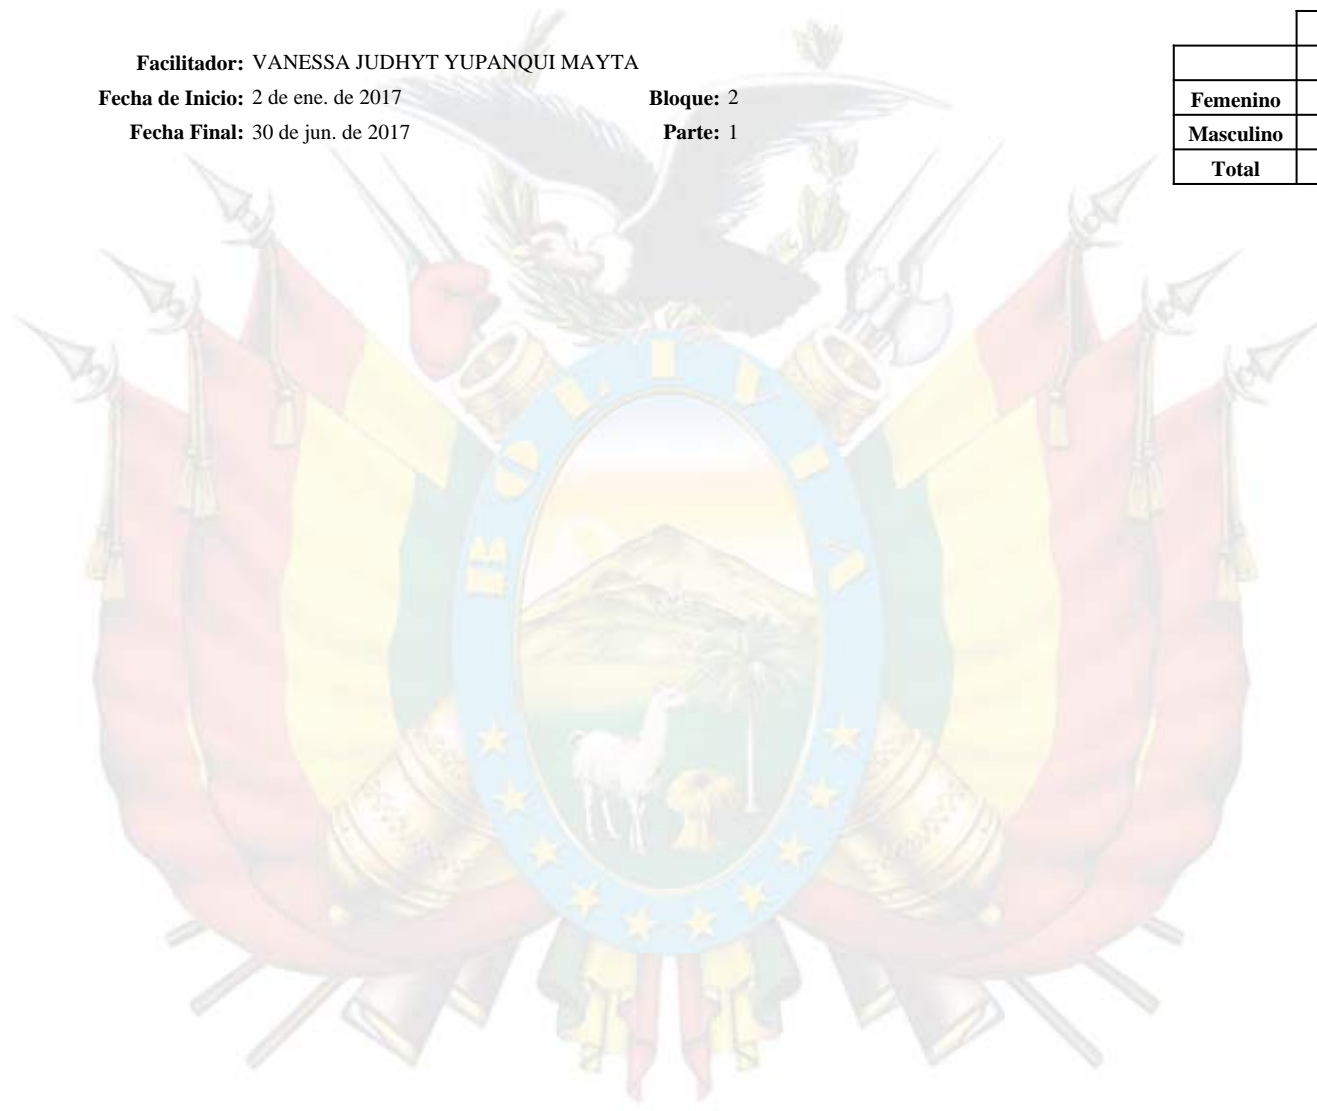 Facilitador: VANESSA JUDHYT YUPANQUI MAYTA
Fecha de Inicio: 2 de ene. de 2017 Bloque: 2
Fecha Final: 30 de jun. de 2017 Parte: 1
Femenino
Masculino
Total
BOLIVIA